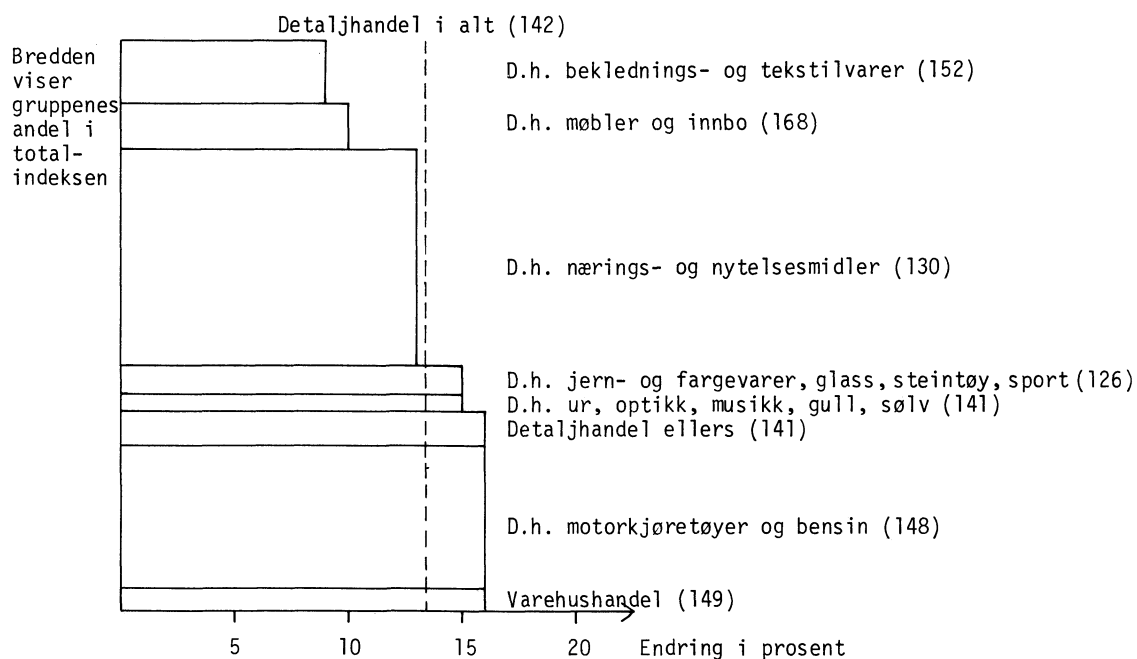 Detaljhandel i alt (142)
Bredden
viser
gruppenes
andel i
total-
indeksen
D.h. beklednings- og tekstilvarer (152)
D.h. møbler og innbo (168)
D.h. nærings- og nytelsesmidler (130)
D.h. jern- og fargevarer, glass, steintøy, sport (126)
D.h. ur, optikk, musikk, gull, sølv (141)
Detaljhandel ellers (141)
D.h. motorkjøretøyer og bensin (148)
Varehushandel (149)
5 10 15 20 Endring i prosent